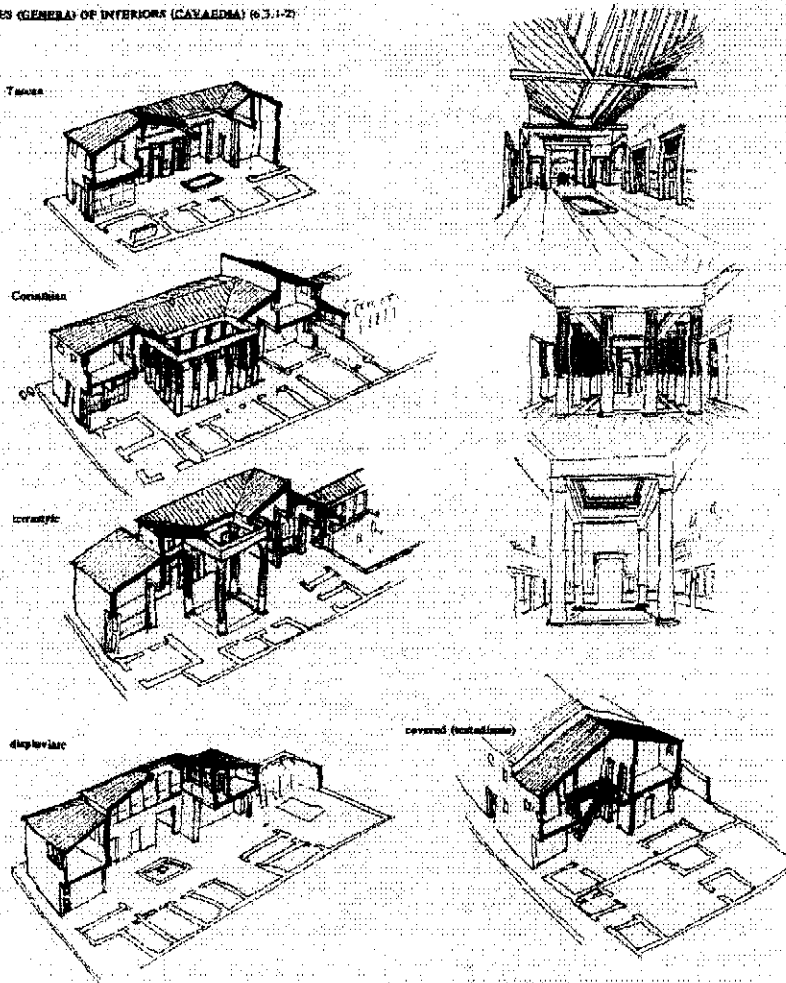 ES (GENERA) OF INTERIORS (CAVAEDIA) (6.3.1-2)
Tuscan
Corinthian
tetrastyle
displuviate
covered (testudinate)